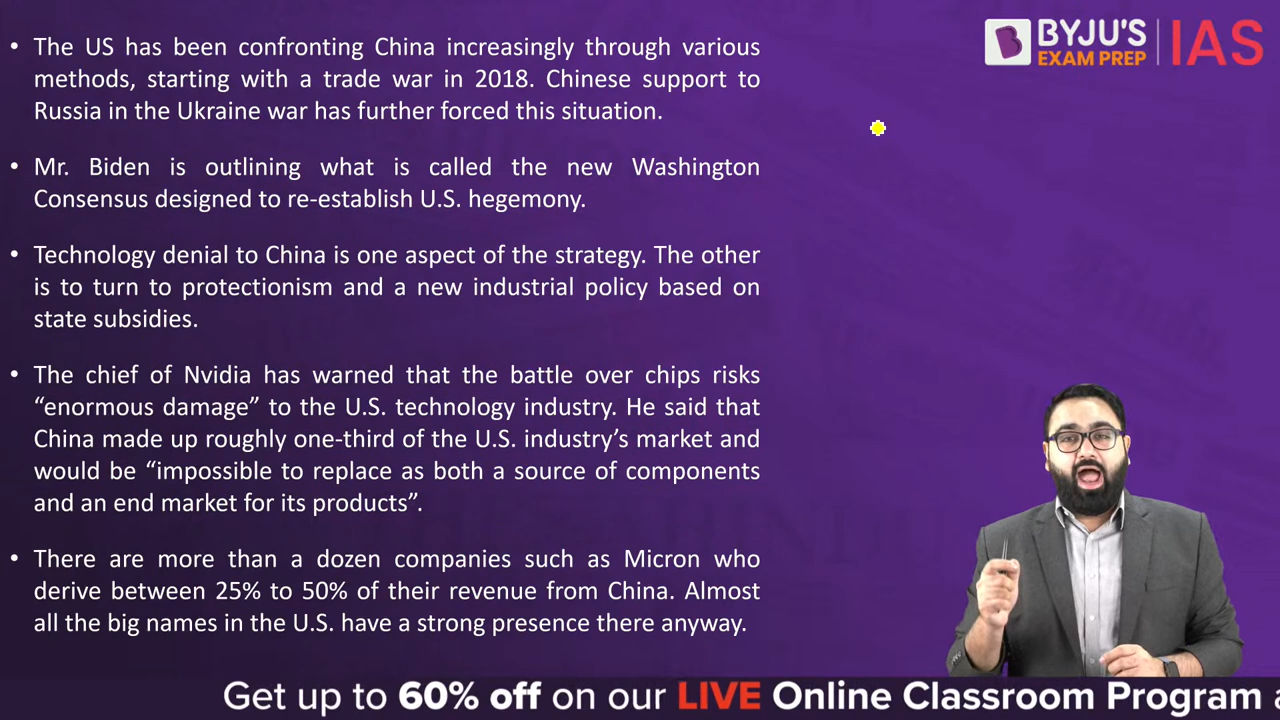 • The US has been confronting China increasingly through various
methods, starting with a trade war in 2018. Chinese support to
Russia in the Ukraine war has further forced this situation.
• Mr. Biden is outlining what is called the new Washington
Consensus designed to re-establish U.S. hegemony.
• Technology denial to China is one aspect of the strategy. The other
is to turn to protectionism and a new industrial policy based on
state subsidies.
• The chief of Nvidia has warned that the battle over chips risks
“enormous damage” to the U.S. technology industry. He said that
China made up roughly one-third of the U.S. industry’s market and
would be “impossible to replace as both a source of components
and an end market for its products”.
• There are more than a dozen companies such as Micron who
derive between 25% to 50% of their revenue from China. Almost
all the big names in the U.S. have a strong presence there anyway.
BYJU'S
EXAM PREP
IAS
Get up to 60% off on our LIVE Online Classroom Program